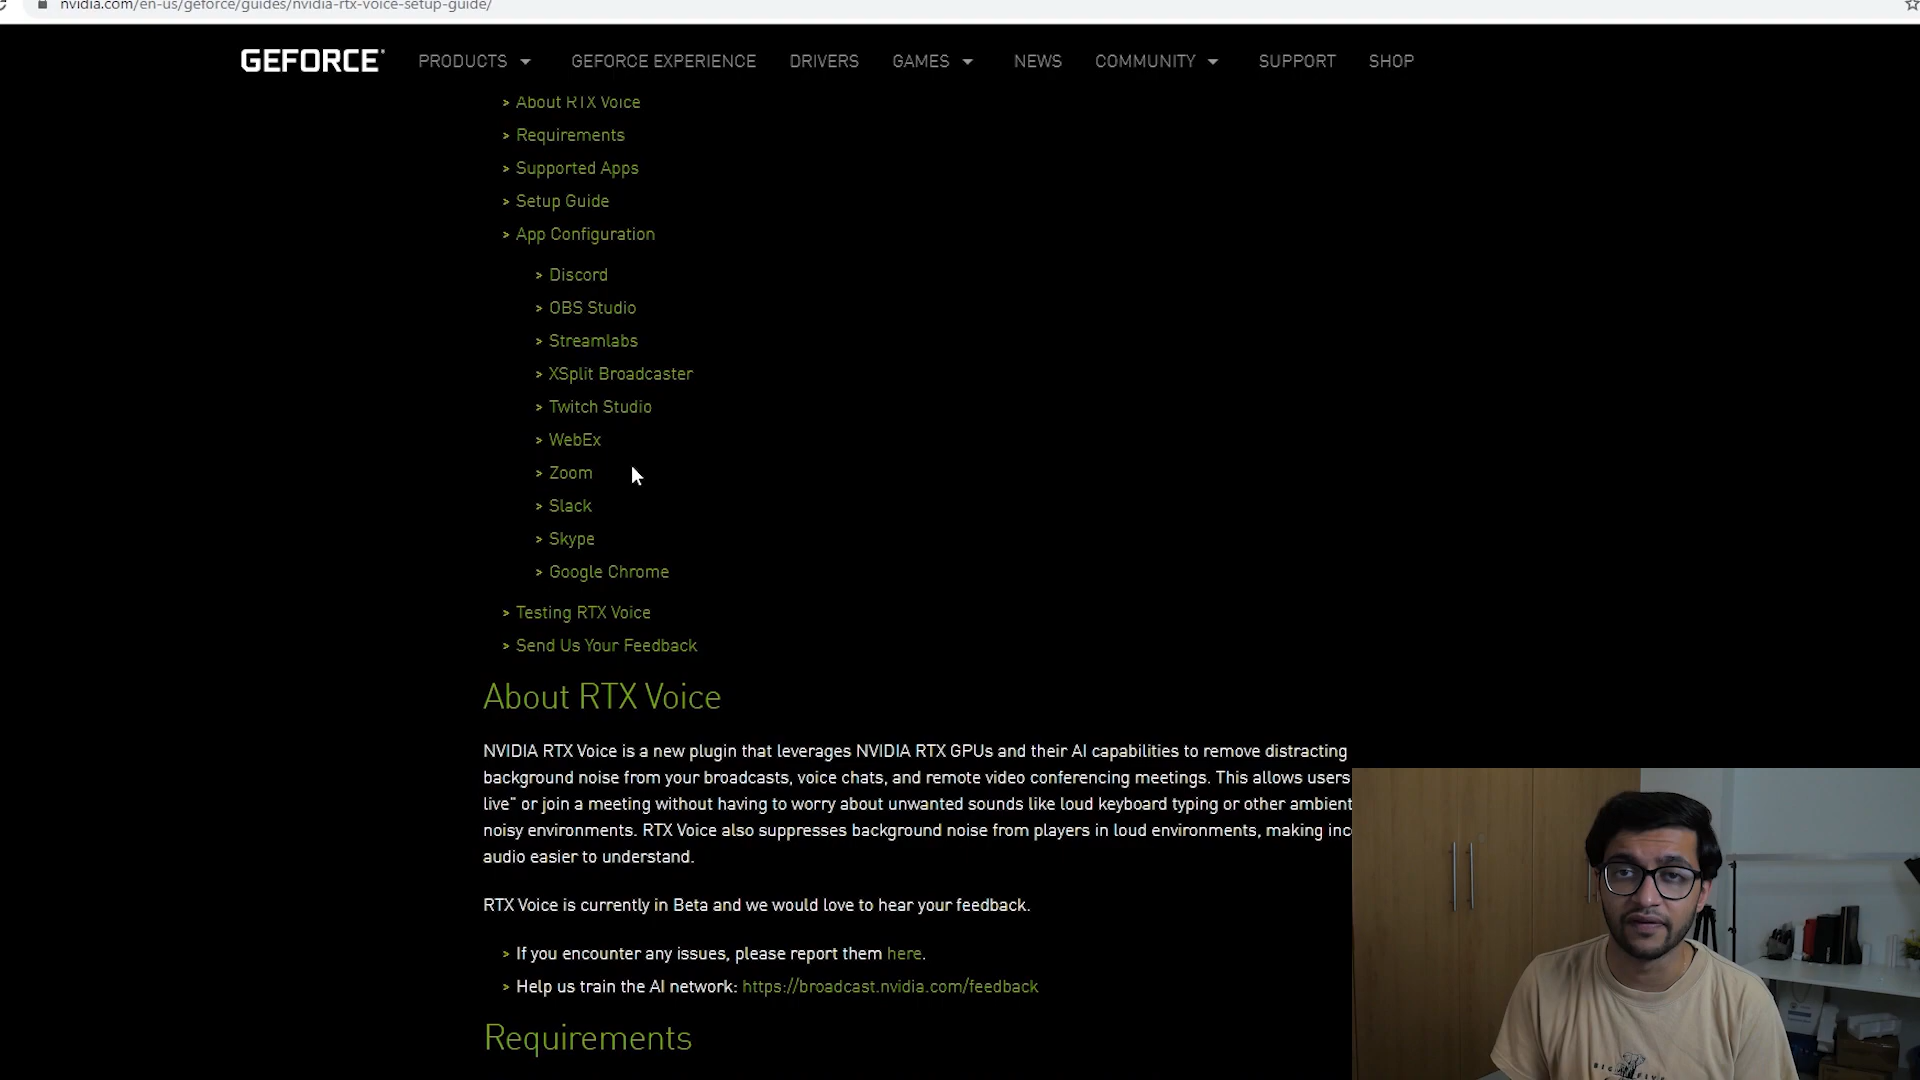 nvidia.com/en-us/geforce/guides/nvidia-rtx-voice-setup-guide/
GEFORCE PRODUCTS GEFORCE EXPERIENCE DRIVERS GAMES NEWS COMMUNITY SUPPORT SHOP
> About RTX Voice
> Requirements
> Supported Apps
> Setup Guide
> App Configuration
> Discord
> OBS Studio
> Streamlabs
> XSplit Broadcaster
> Twitch Studio
> WebEx
> Zoom
> Slack
> Skype
> Google Chrome
> Testing RTX Voice
> Send Us Your Feedback
About RTX Voice
NVIDIA RTX Voice is a new plugin that leverages NVIDIA RTX GPUs and their AI capabilities to remove distracting
background noise from your broadcasts, voice chats, and remote video conferencing meetings. This allows users
live" or join a meeting without having to worry about unwanted sounds like loud keyboard typing or other ambient
noisy environments. RTX Voice also suppresses background noise from players in loud environments, making inc
audio easier to understand.
RTX Voice is currently in Beta and we would love to hear your feedback.
> If you encounter any issues, please report them here.
> Help us train the AI network: https://broadcast.nvidia.com/feedback
Requirements